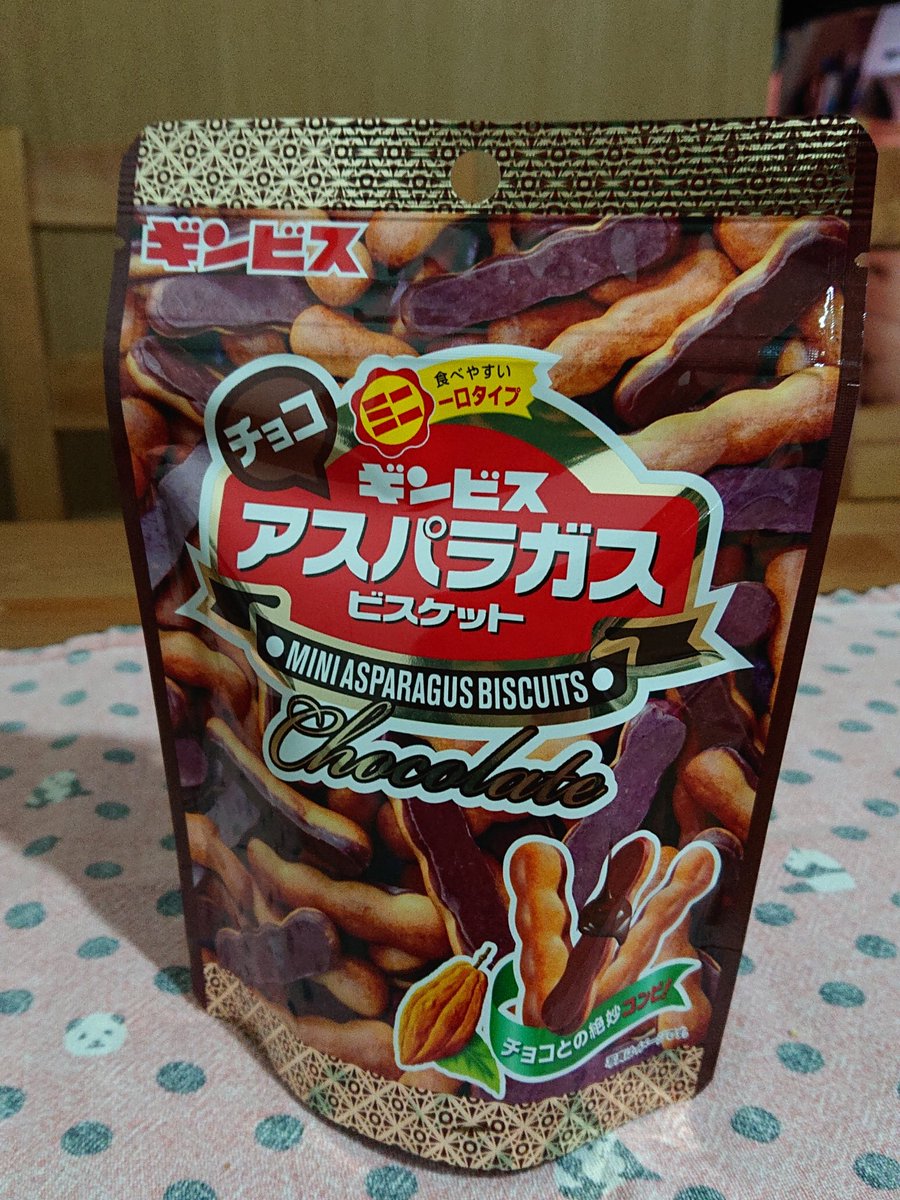 ギンビス
チョコ
ミニ
食べやすい
一口タイプ
ギンビス
アスパラガス
ビスケット
MINI ASPARAGUS BISCUITS
Chocolate
チョコとの絶妙コンビ!